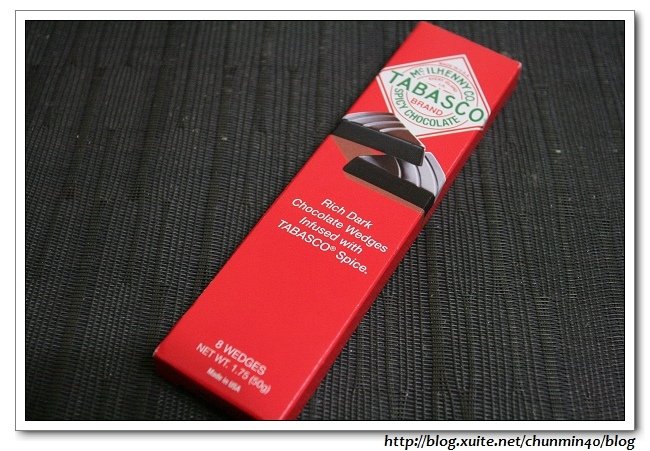 McILHENNY CO.
TABASCO
BRAND
SPICY CHOCOLATE
Rich Dark
Chocolate Wedges
Infused with
TABASCO® Spice.
8 WEDGES
NET WT. 1.75 (50g)
Made in USA
http://blog.xuite.net/chunmin40/blog